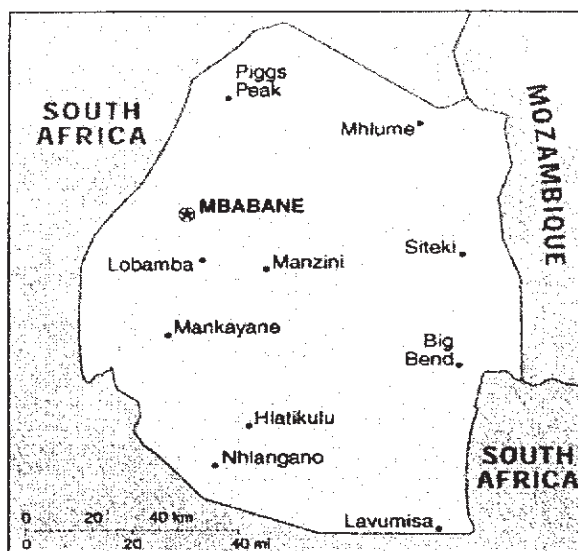 Piggs
Peak
SOUTH
AFRICA
MOZAMBIQUE
Mhlume
MBABANE
Lobamba
Manzini
Siteki
Mankayane
Big
Bend
Hlatikulu
Nhlangano
SOUTH
AFRICA
Lavumisa
0 20 40 km
0 20 40 mi